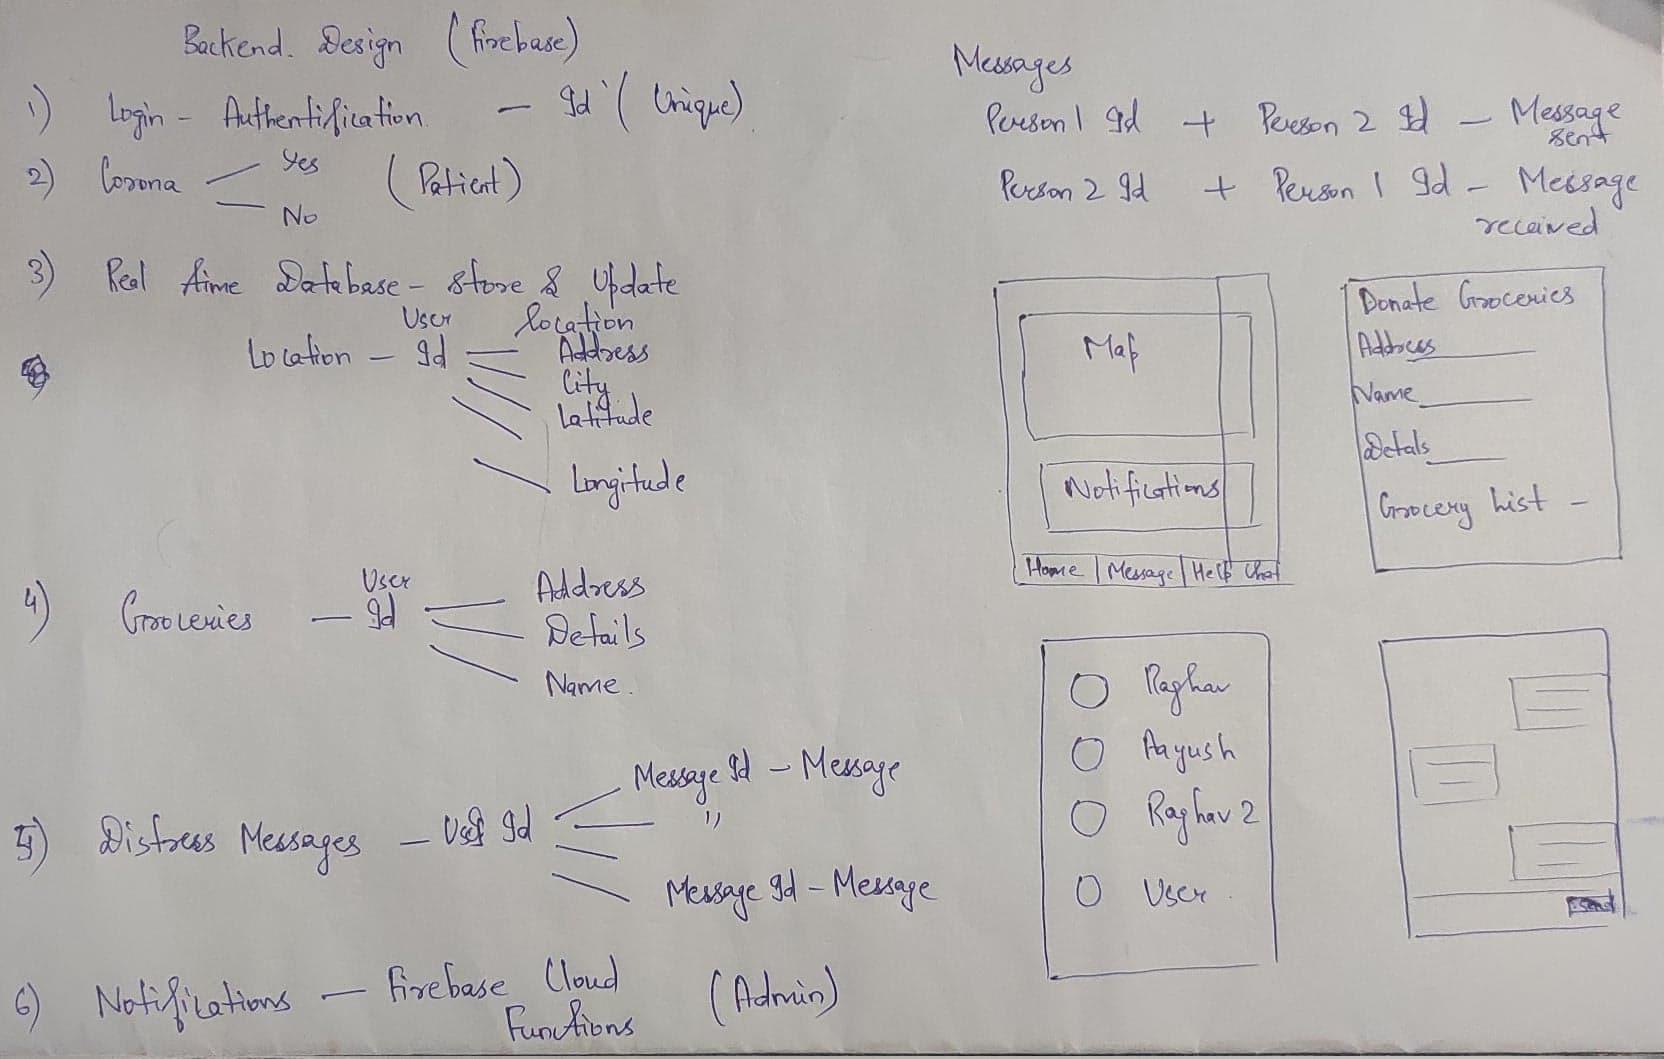 Backend. Design (firebase)
1) Login - Authentification - Id (Unique)
2) Corona - Yes (Patient)
- No
3) Real time Database - store & Update
User location
Location - Id - Address
City
Latitude
Longitude
4) Groceries - User Id - Address
Details
Name.
5) Distress Messages - User Id - Message Id - Message
"
Message Id - Message
6) Notifications - Firebase Cloud Functions (Admin)
Messages
Person 1 Id + Person 2 Id - Message sent
Person 2 Id + Person 1 Id - Message received
Map
Notifications
Home | Message | Help Chat
Donate Groceries
Address
Name
Detals
Grocery List -
Raghav
Aayush
Raghav 2
User
Send